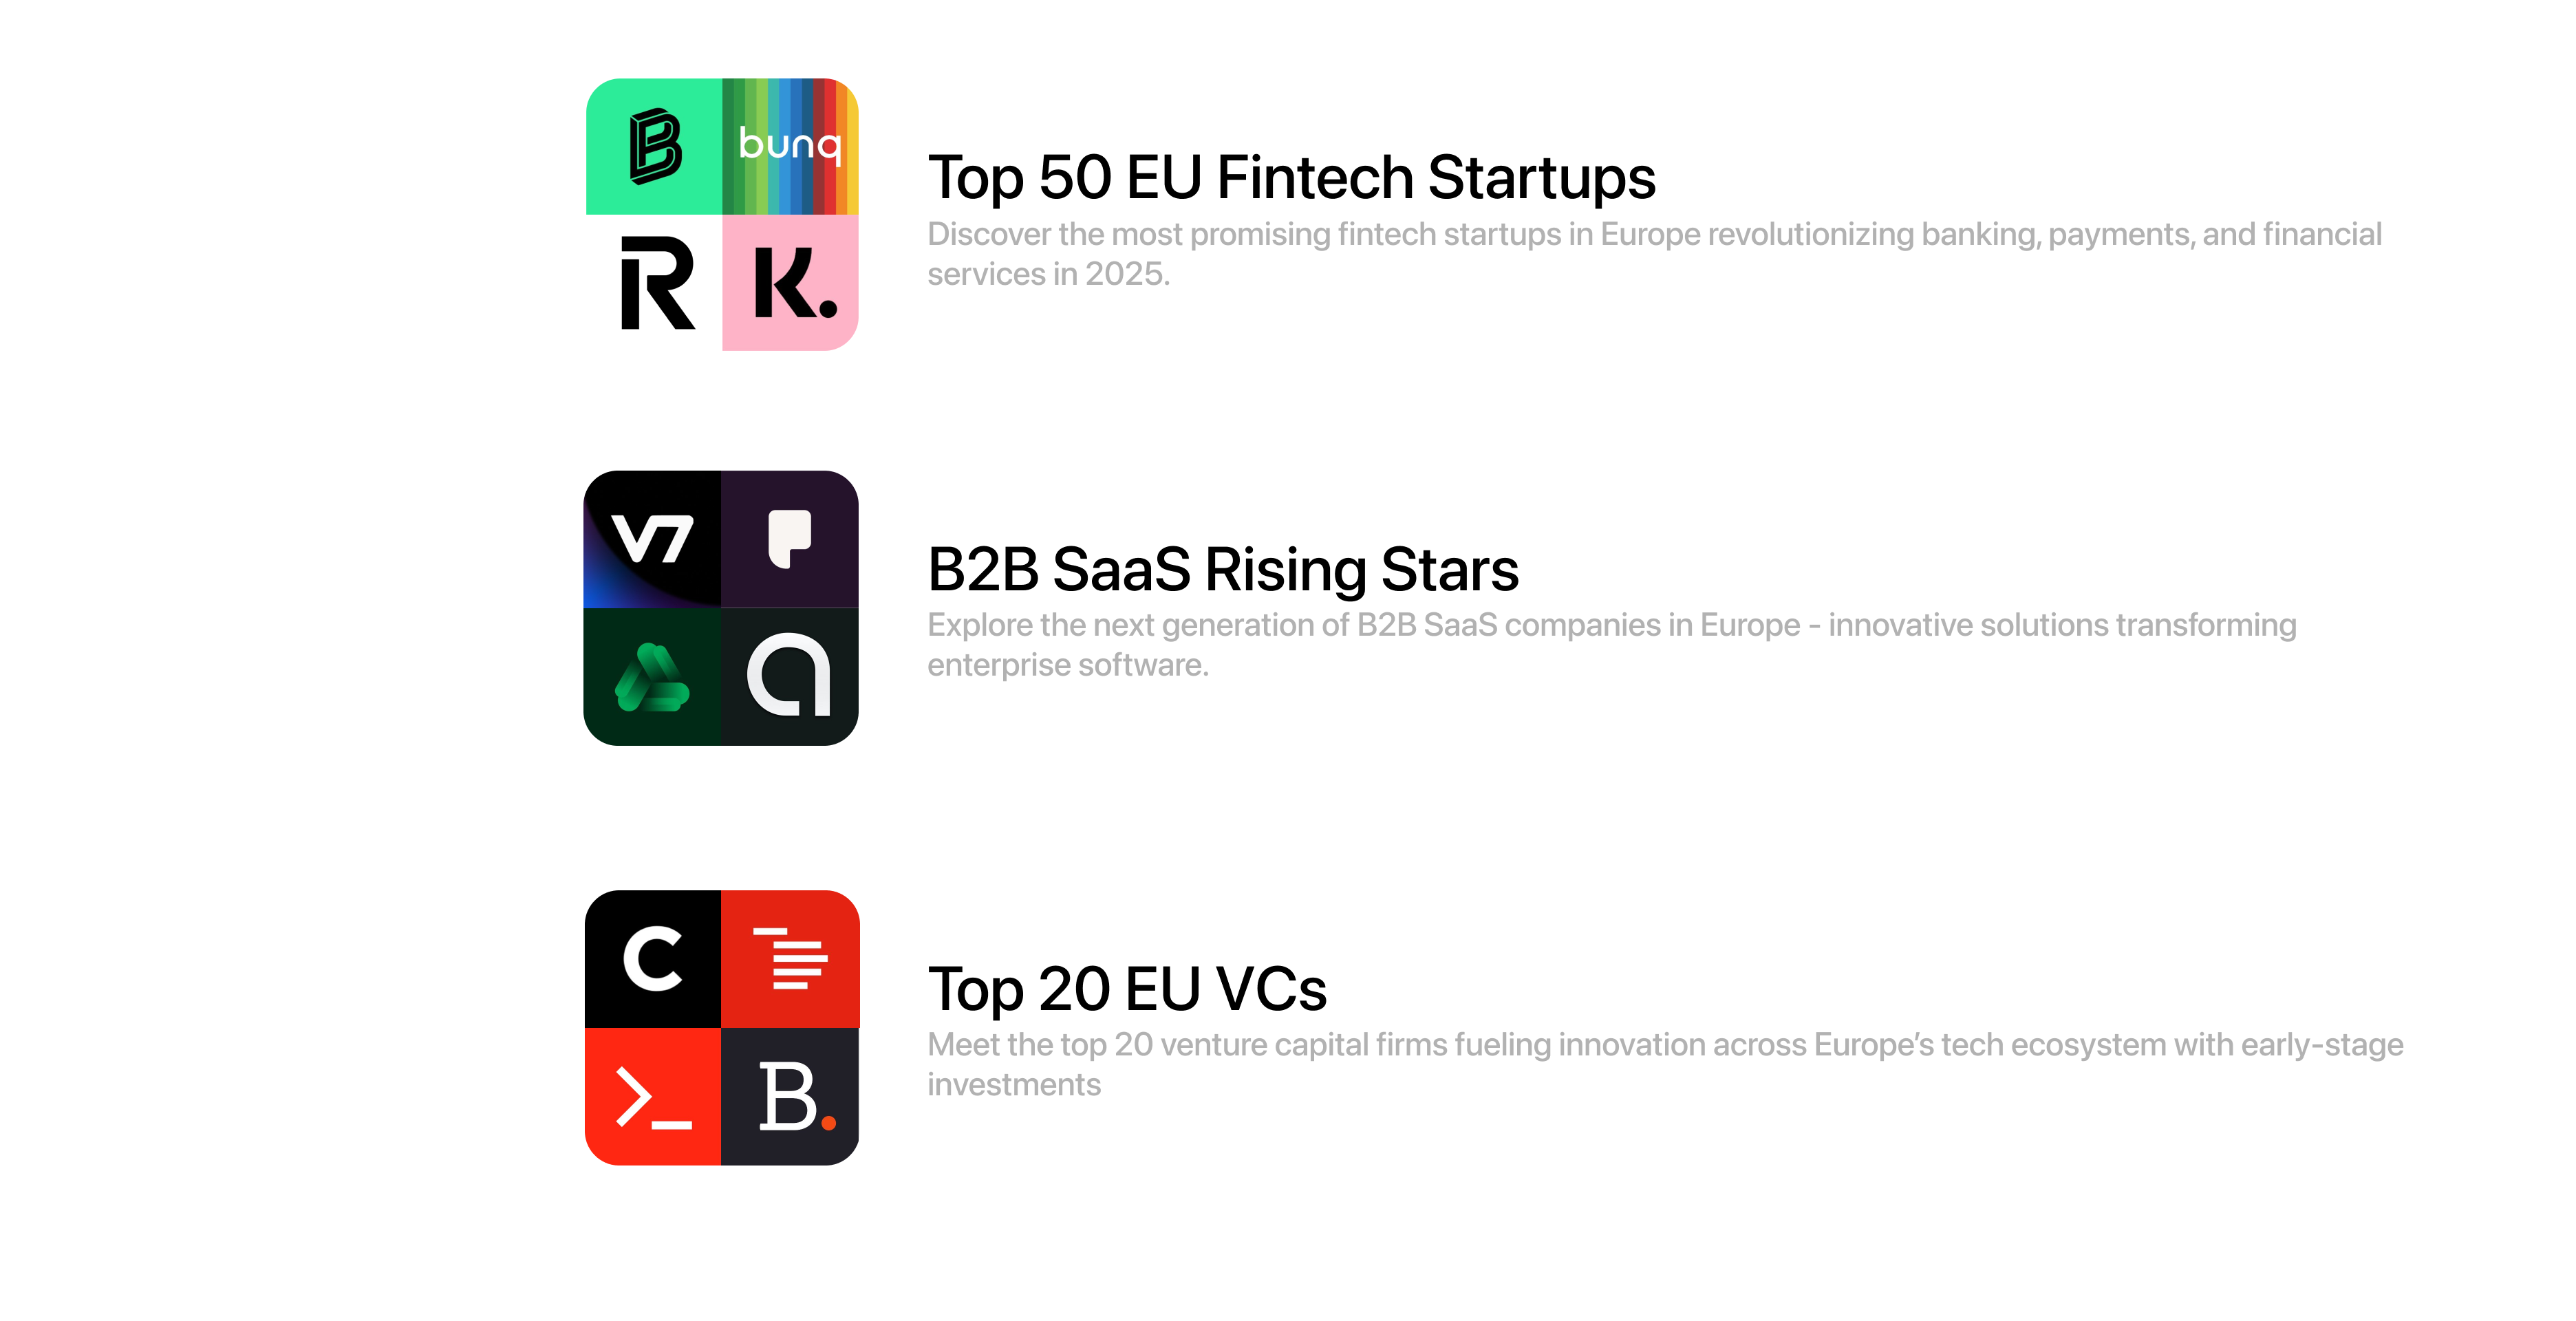 B bunq
R K.
Top 50 EU Fintech Startups
Discover the most promising fintech startups in Europe revolutionizing banking, payments, and financial
services in 2025.
V7
a
B2B SaaS Rising Stars
Explore the next generation of B2B SaaS companies in Europe - innovative solutions transforming
enterprise software.
C
>_ B.
Top 20 EU VCs
Meet the top 20 venture capital firms fueling innovation across Europe’s tech ecosystem with early-stage
investments